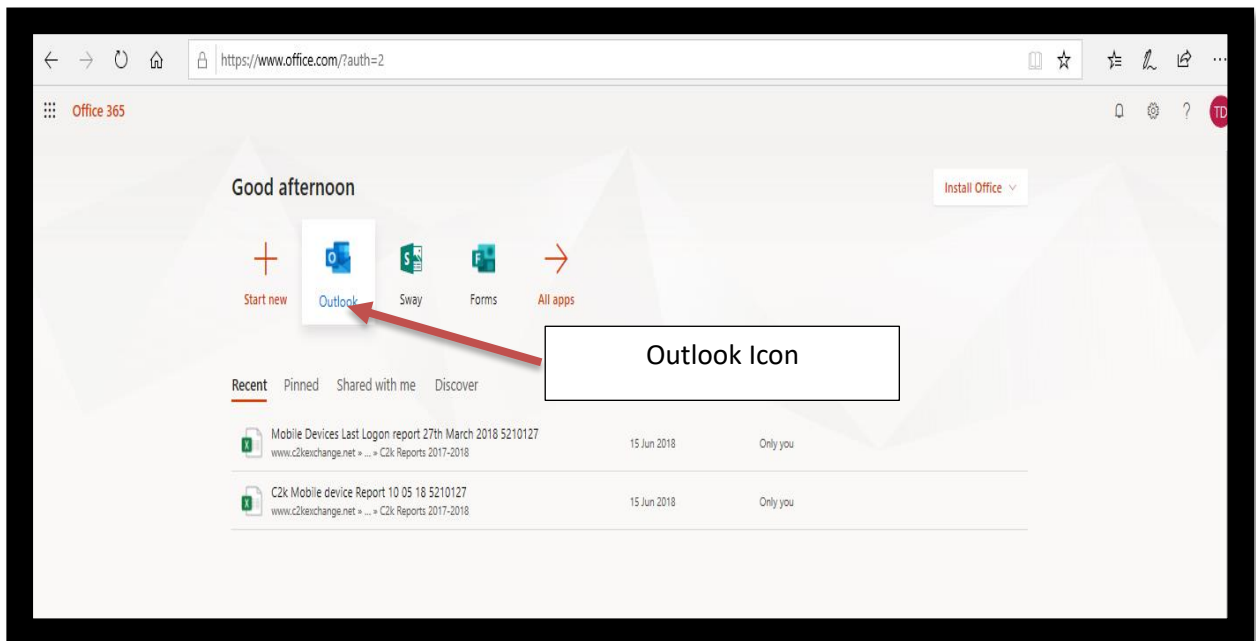 https://www.office.com/?auth=2
Office 365
TD
Good afternoon
Install Office
Start new
Outlook
Sway
Forms
All apps
Outlook Icon
Recent Pinned Shared with me Discover
Mobile Devices Last Logon report 27th March 2018 5210127
www.c2kexchange.net » ... » C2k Reports 2017-2018
15 Jun 2018
Only you
C2k Mobile device Report 10 05 18 5210127
www.c2kexchange.net » ... » C2k Reports 2017-2018
15 Jun 2018
Only you